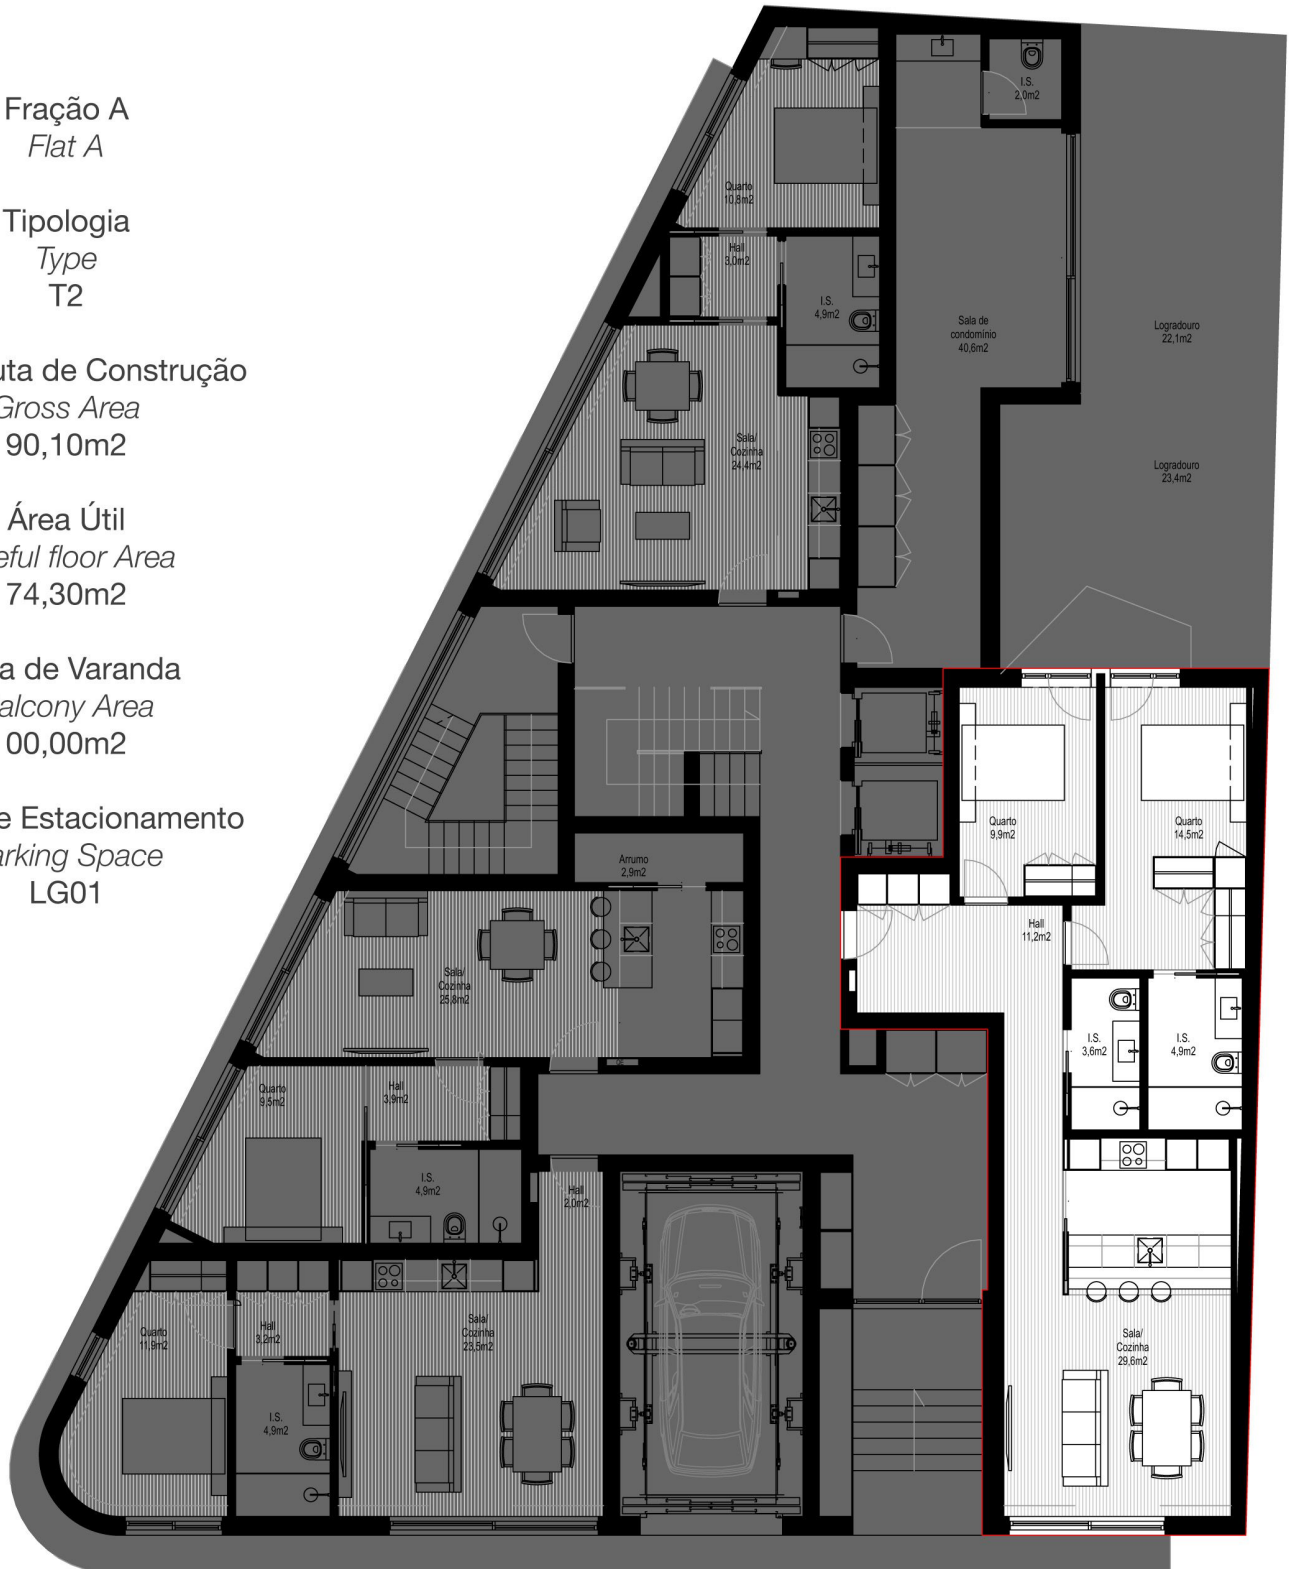 Fração A
Flat A
Tipologia
Type
T2
de Construção
Gross Area
90,10m2
Área Útil
floor Area
74,30m2
de Varanda
Area
00,00m2
Estacionamento
Space
LG01
I.S.
2,0m2
Quarto
10,8m2
Hall
3,0m2
I.S.
4,9m2
Sala de
condomínio
40,6m2
Logradouro
22,1m2
Sala/
Cozinha
24,4m2
Logradouro
23,4m2
Quarto
9,9m2
Quarto
14,5m2
Arrumo
2,9m2
Hall
11,2m2
Sala/
Cozinha
25,8m2
I.S.
3,6m2
I.S.
4,9m2
Quarto
9,5m2
Hall
3,9m2
I.S.
4,9m2
Hall
2,0m2
Quarto
11,9m2
Hall
3,2m2
Sala/
Cozinha
23,5m2
Sala/
Cozinha
29,6m2
I.S.
4,9m2